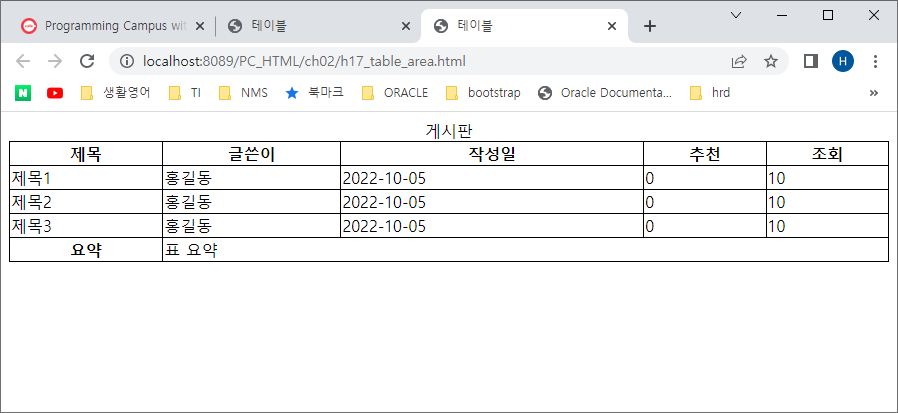 Programming Campus wit
테이블
테이블
localhost:8089/PC_HTML/ch02/h17_table_area.html
H
생활영어 TI NMS 북마크 ORACLE bootstrap Oracle Documenta... hrd »
게시판
제목 글쓴이 작성일 추천 조회
제목1 홍길동 2022-10-05 0 10
제목2 홍길동 2022-10-05 0 10
제목3 홍길동 2022-10-05 0 10
요약 표 요약